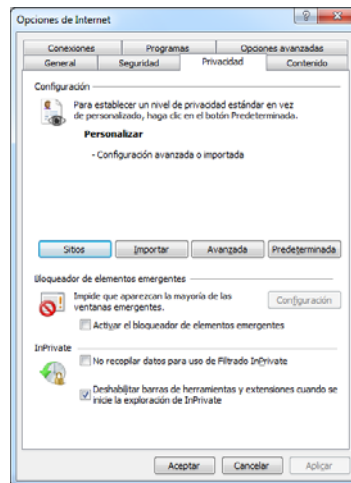 Opciones de Internet
Conexiones Programas Opciones avanzadas
General Seguridad Privacidad Contenido
Configuración
Para establecer un nivel de privacidad estándar en vez
de personalizado, haga clic en el botón Predeterminada.
Personalizar
- Configuración avanzada o importada
Sitios Importar Avanzada Predeterminada
Bloqueador de elementos emergentes
Impide que aparezcan la mayoría de las
ventanas emergentes.
Configuración
Activar el bloqueador de elementos emergentes
InPrivate
No recopilar datos para uso de Filtrado InPrivate
Deshabilitar barras de herramientas y extensiones cuando se
inicie la exploración de InPrivate
Aceptar Cancelar Aplicar